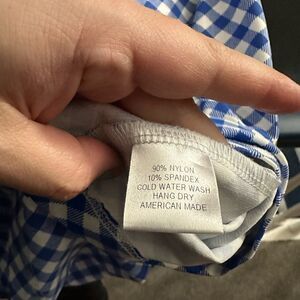 90% NYLON
10% SPANDEX
COLD WATER WASH
HANG DRY
AMERICAN MADE